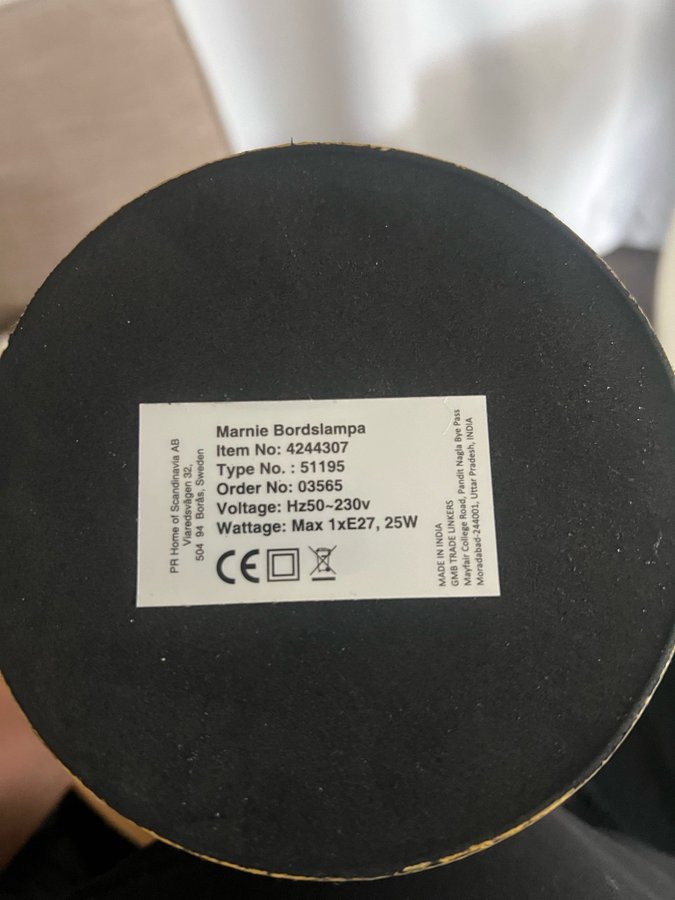 PR Home of Scandinavia AB
Viaredsvägen 32,
504 94 Borås, Sweden
Marnie Bordslampa
Item No: 4244307
Type No. : 51195
Order No: 03565
Voltage: Hz50~230v
Wattage: Max 1xE27, 25W
CE
MADE IN INDIA
GMB TRADE LINKERS
Mayfair College Road, Pandit Nagla Bye Pass
Moradabad-244001, Uttar Pradesh, INDIA